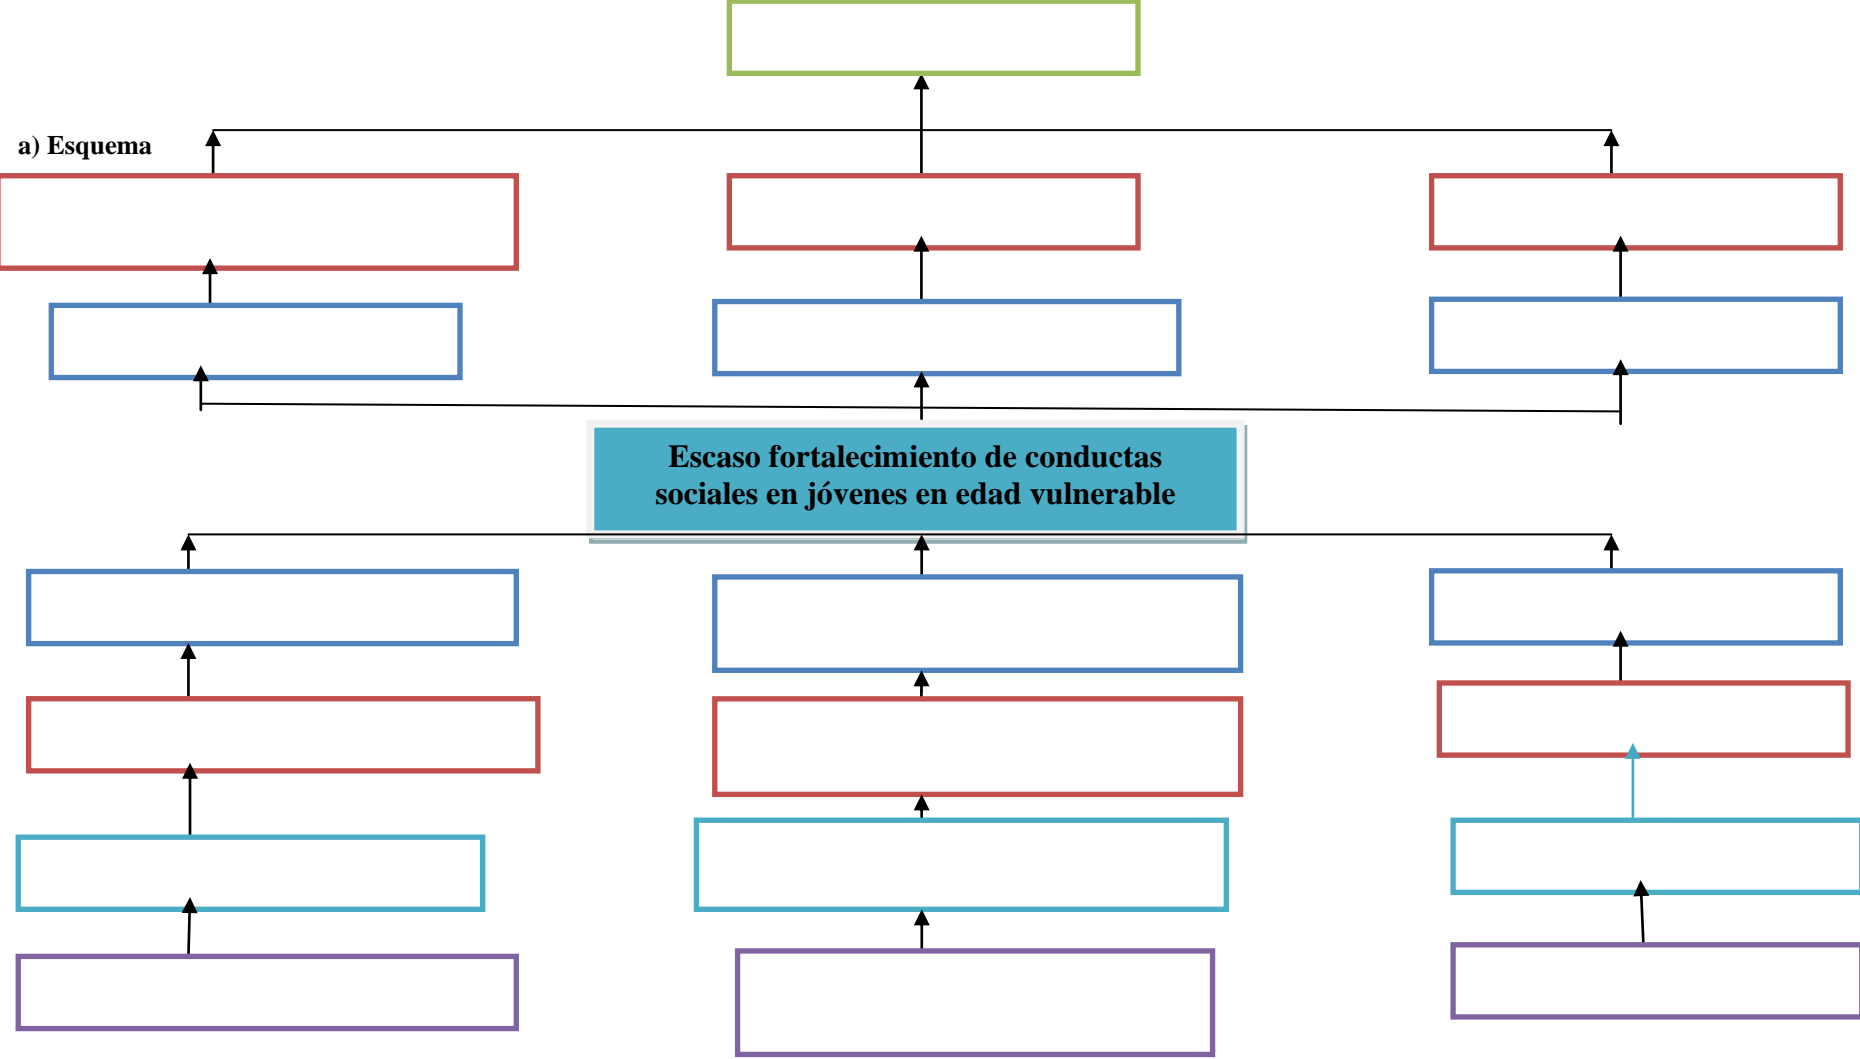 a) Esquema
Escaso fortalecimiento de conductas
sociales en jóvenes en edad vulnerable